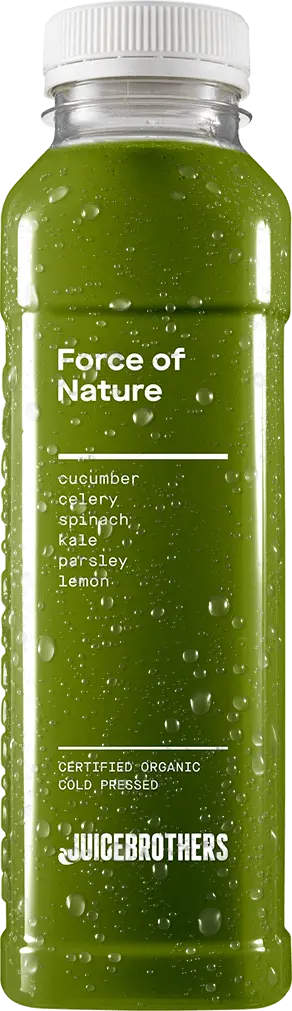 Force of
Nature
cucumber
celery
spinach
kale
parsley
lemon
CERTIFIED ORGANIC
COLD PRESSED
JUICEBROTHERS